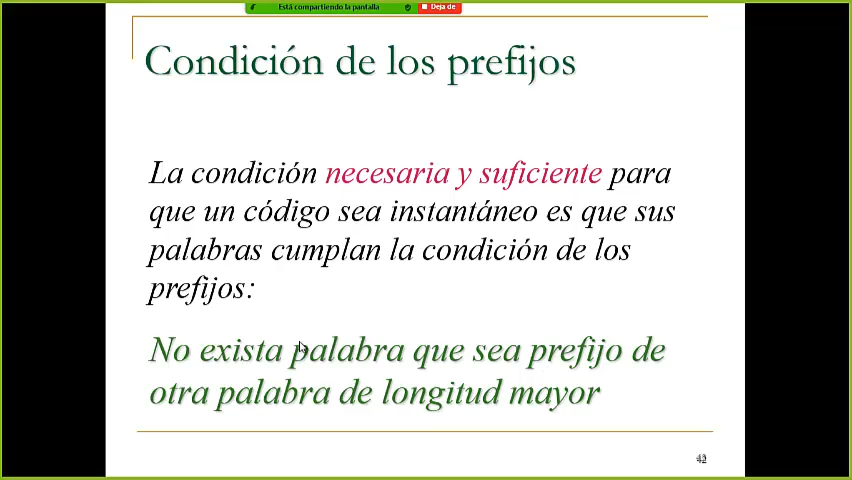 Está compartiendo la pantalla
Deja de
Condición de los prefijos
La condición necesaria y suficiente para
que un código sea instantáneo es que sus
palabras cumplan la condición de los
prefijos:
No exista palabra que sea prefijo de
otra palabra de longitud mayor